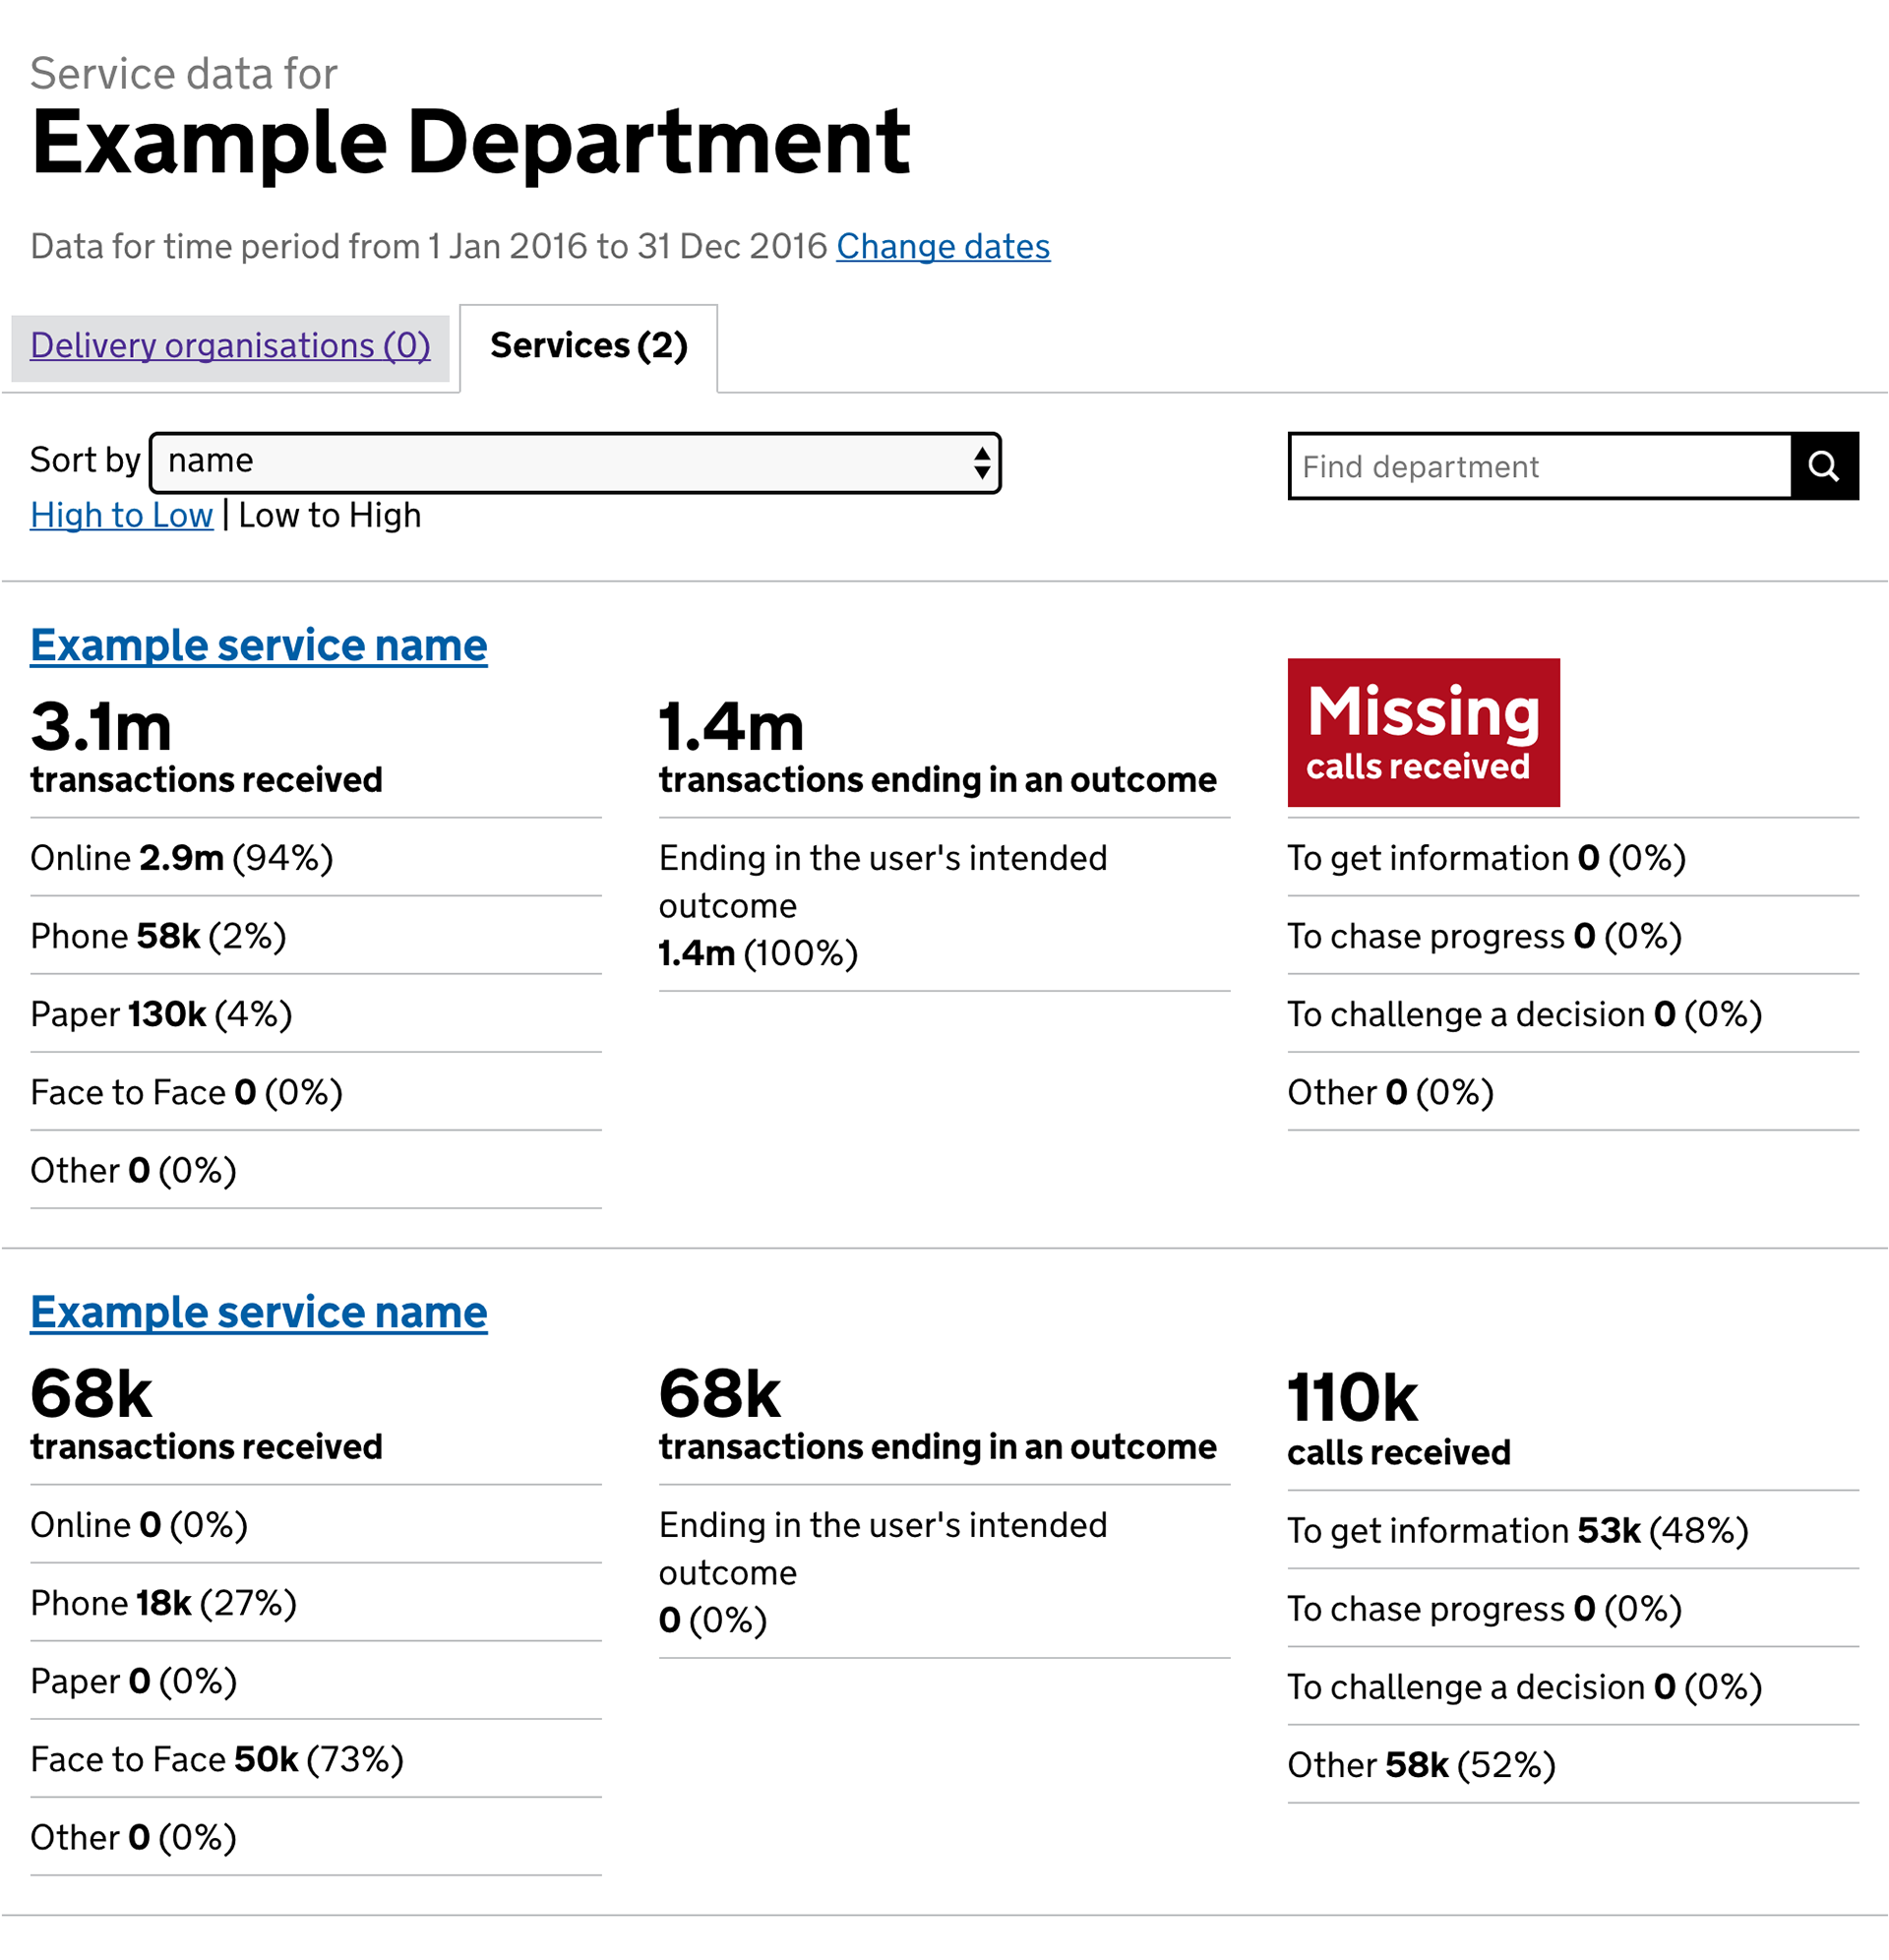 Service data for
Example Department
Data for time period from 1 Jan 2016 to 31 Dec 2016 Change dates
Delivery organisations (0)
Services (2)
Sort by name
High to Low | Low to High
Find department
Example service name
3.1m
transactions received
Online 2.9m (94%)
Phone 58k (2%)
Paper 130k (4%)
Face to Face 0 (0%)
Other 0 (0%)
1.4m
transactions ending in an outcome
Ending in the user's intended
outcome
1.4m (100%)
Missing
calls received
To get information 0 (0%)
To chase progress 0 (0%)
To challenge a decision 0 (0%)
Other 0 (0%)
Example service name
68k
transactions received
Online 0 (0%)
Phone 18k (27%)
Paper 0 (0%)
Face to Face 50k (73%)
Other 0 (0%)
68k
transactions ending in an outcome
Ending in the user's intended
outcome
0 (0%)
110k
calls received
To get information 53k (48%)
To chase progress 0 (0%)
To challenge a decision 0 (0%)
Other 58k (52%)